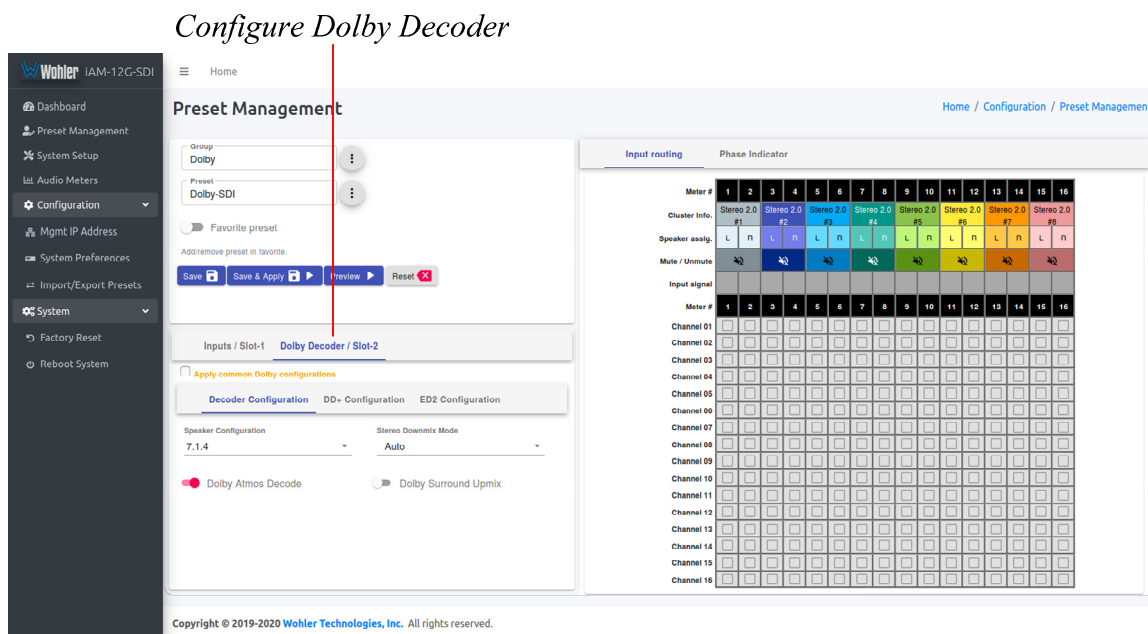 Configure Dolby Decoder
Wohler iAM-12G-SDI
Home
Dashboard
Preset Management
System Setup
Audio Meters
Configuration
Mgmt IP Address
System Preferences
Import/Export Presets
System
Factory Reset
Reboot System
Preset Management
Home / Configuration / Preset Managemen
Group
Dolby
Preset
Dolby-SDI
Favorite preset
Add/remove preset in favorite.
Save Save & Apply Preview Reset
Inputs / Slot-1 Dolby Decoder / Slot-2
Apply common Dolby configurations
Decoder Configuration DD+ Configuration ED2 Configuration
Speaker Configuration Stereo Downmix Mode
7.1.4 Auto
Dolby Atmos Decode Dolby Surround Upmix
Input routing Phase Indicator
Meter # 1 2 3 4 5 6 7 8 9 10 11 12 13 14 15 16
Cluster info. Stereo 2.0 #1 Stereo 2.0 #2 Stereo 2.0 #3 Stereo 2.0 #4 Stereo 2.0 #5 Stereo 2.0 #6 Stereo 2.0 #7 Stereo 2.0 #8
Speaker assig. L R L R L R L R L R L R L R L R
Mute / Unmute
Input signal
Meter # 1 2 3 4 5 6 7 8 9 10 11 12 13 14 15 16
Channel 01
Channel 02
Channel 03
Channel 04
Channel 05
Channel 06
Channel 07
Channel 08
Channel 09
Channel 10
Channel 11
Channel 12
Channel 13
Channel 14
Channel 15
Channel 16
Copyright © 2019-2020 Wohler Technologies, Inc. All rights reserved.